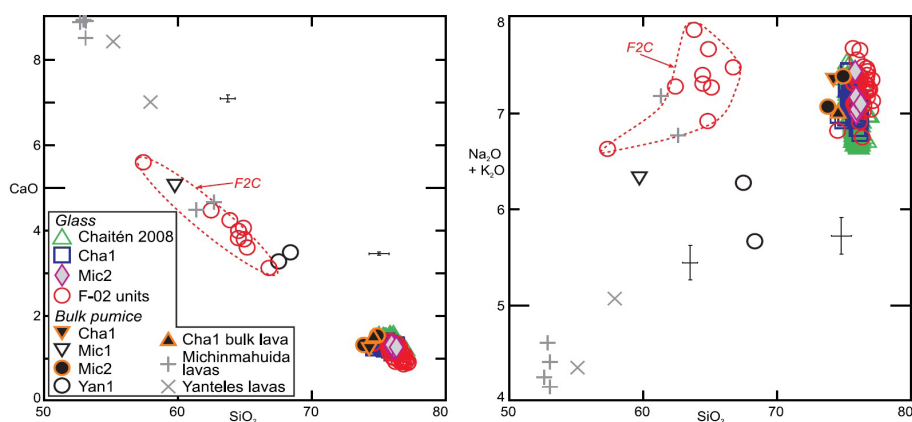 8
6
CaO
4
2
0
50
60
SiO₂
70
80
F2C
Glass
Chaitén 2008
Cha1
Mic2
F-02 units
Bulk pumice
Cha1
Mic1
Mic2
Yan1
Cha1 bulk lava
Michinmahuida
lavas
Yanteles lavas
8
7
Na₂O
+ K₂O
6
5
4
50
60
SiO₂
70
80
F2C